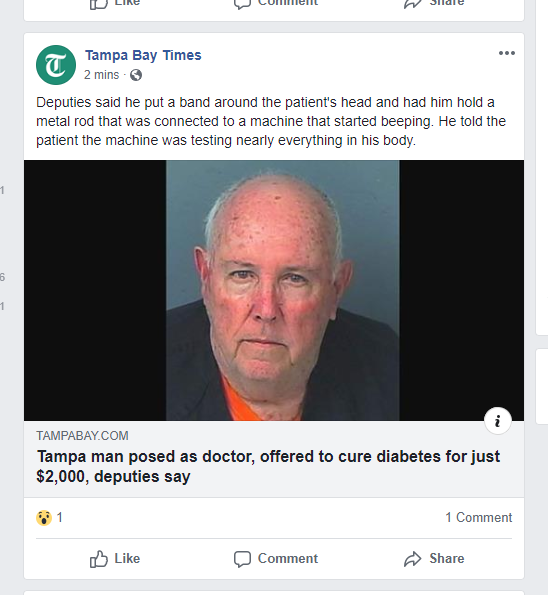 Like Comment Share
Tampa Bay Times
2 mins ·
Deputies said he put a band around the patient's head and had him hold a
metal rod that was connected to a machine that started beeping. He told the
patient the machine was testing nearly everything in his body.
1
6
1
i
TAMPABAY.COM
Tampa man posed as doctor, offered to cure diabetes for just
$2,000, deputies say
1 1 Comment
Like Comment Share